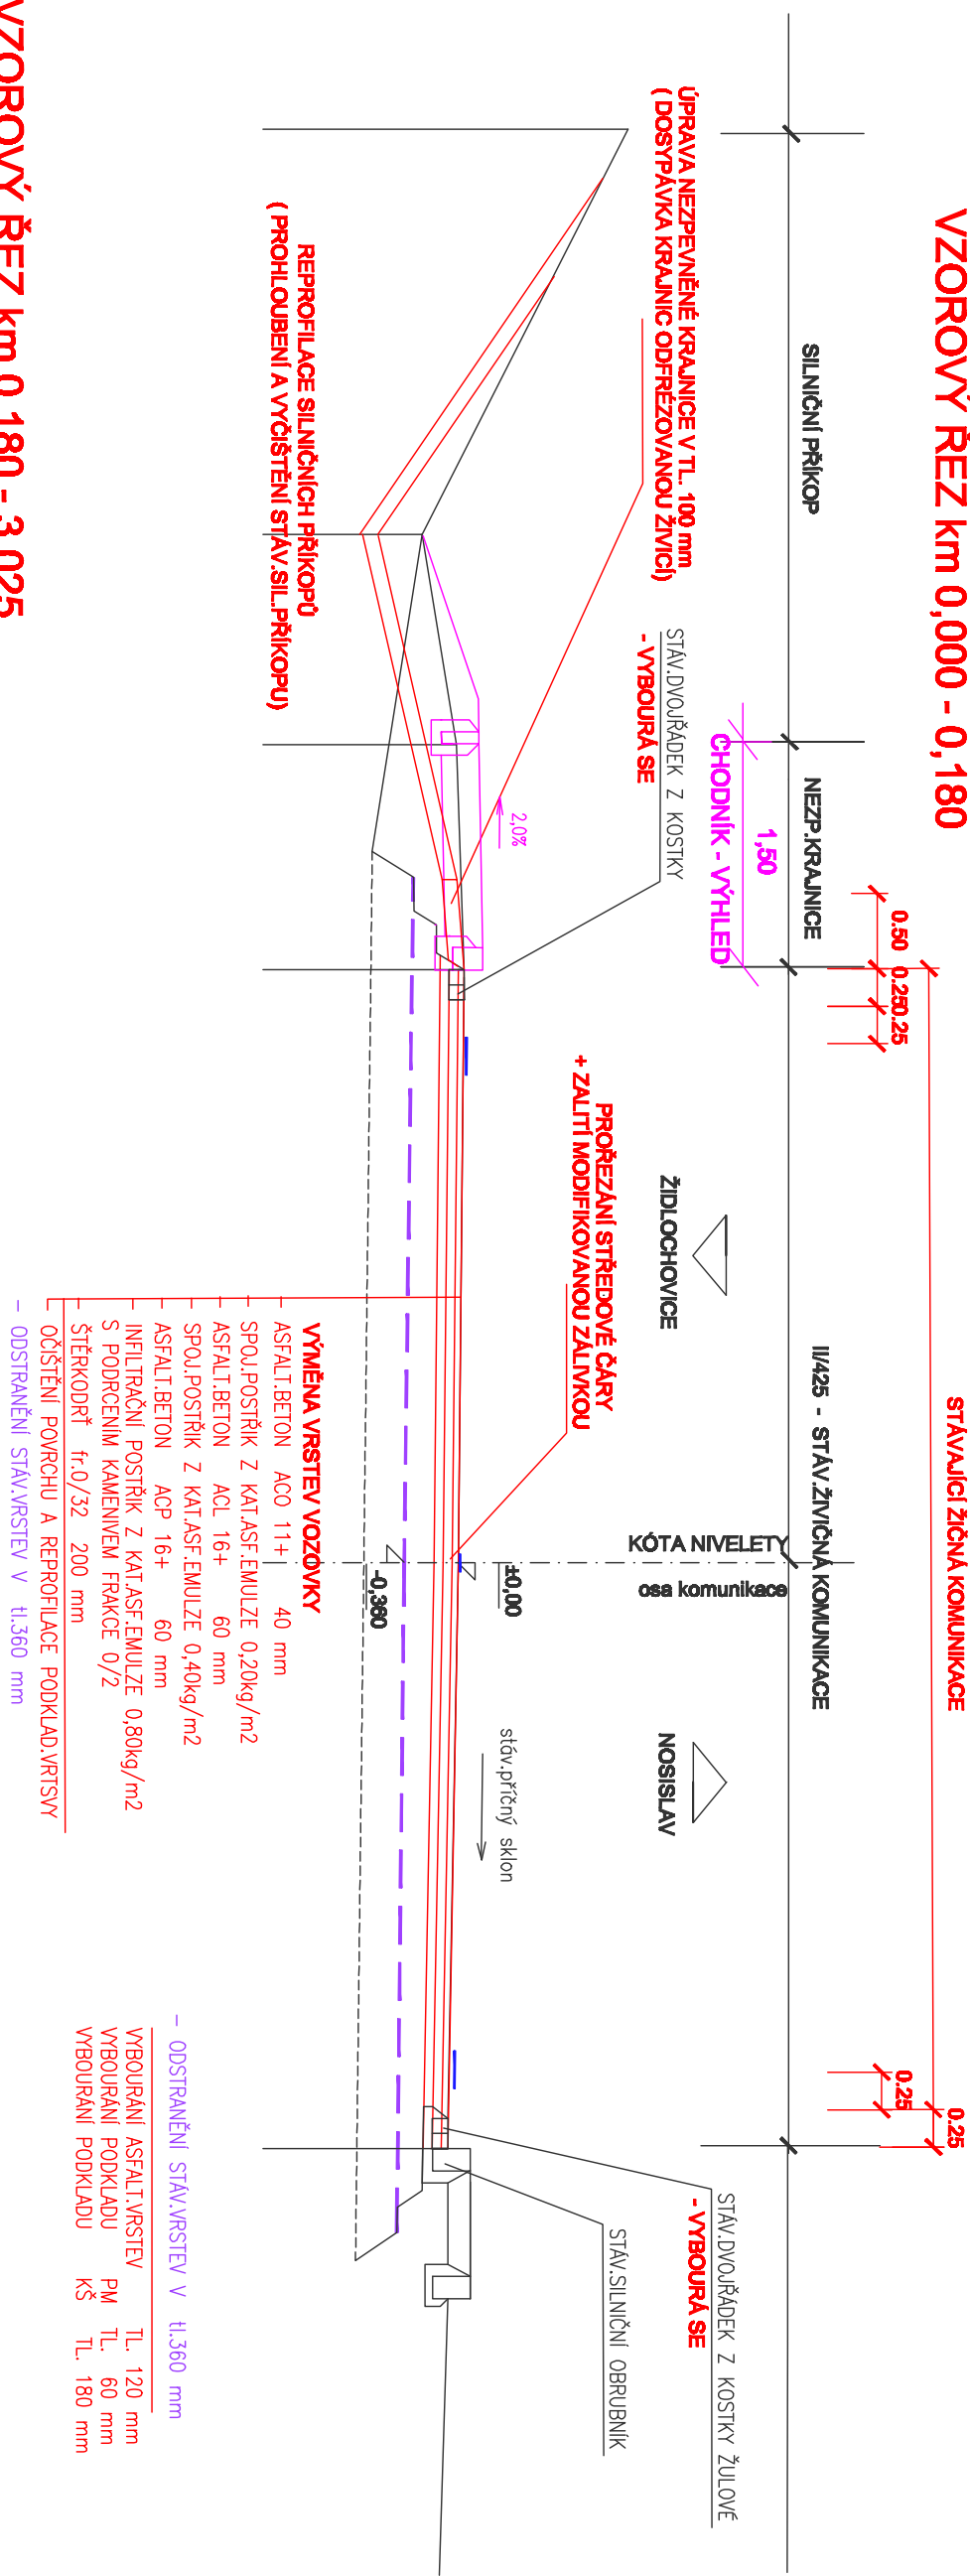 VZOROVÝ ŘEZ km 0,000 - 0,180
STÁVAJÍCÍ ŽIČNÁ KOMUNIKACE
0.50
0.25
0.25
0.25
0.25
SILNIČNÍ PŘÍKOP
NEZP.KRAJNICE
II/425 - STÁV.ŽIVIČNÁ KOMUNIKACE
1,50
CHODNÍK - VÝHLED
KÓTA NIVELETY
osa komunikace
ÚPRAVA NEZPEVNĚNÉ KRAJNICE V TL. 100 mm
( DOSYPÁVKA KRAJNIC ODFRÉZOVANOU ŽIVICÍ)
STÁV.DVOJŘÁDEK Z KOSTKY
- VYBOURÁ SE
ŽIDLOCHOVICE
NOSISLAV
STÁV.DVOJŘÁDEK Z KOSTKY ŽULOVÉ
- VYBOURÁ SE
STÁV.SILNIČNÍ OBRUBNÍK
PROŘEZÁNÍ STŘEDOVÉ ČÁRY
+ ZALITÍ MODIFIKOVANOU ZÁLIVKOU
2,0%
±0,00
-0,360
stáv.příčný sklon
REPROFILACE SILNIČNÍCH PŘÍKOPŮ
( PROHLOUBENÍ A VYČIŠTĚNÍ STÁV.SIL.PŘÍKOPU)
VÝMĚNA VRSTEV VOZOVKY
ASFALT.BETON ACO 11+ 40 mm
SPOJ.POSTŘIK Z KAT.ASF.EMULZE 0,20kg/m2
ASFALT.BETON ACL 16+ 60 mm
SPOJ.POSTŘIK Z KAT.ASF.EMULZE 0,40kg/m2
ASFALT.BETON ACP 16+ 60 mm
INFILTRAČNÍ POSTŘIK Z KAT.ASF.EMULZE 0,80kg/m2
S PODRCENÍM KAMENIVEM FRAKCE 0/2
ŠTĚRKODRŤ fr.0/32 200 mm
OČIŠTĚNÍ POVRCHU A REPROFILACE PODKLAD.VRTSVY
- ODSTRANĚNÍ STÁV.VRSTEV V tl.360 mm
- ODSTRANĚNÍ STÁV.VRSTEV V tl.360 mm
VYBOURÁNÍ ASFALT.VRSTEV TL. 120 mm
VYBOURÁNÍ PODKLADU PM TL. 60 mm
VYBOURÁNÍ PODKLADU KŠ TL. 180 mm
VZOROVÝ ŘEZ km 0,180 - 3,025